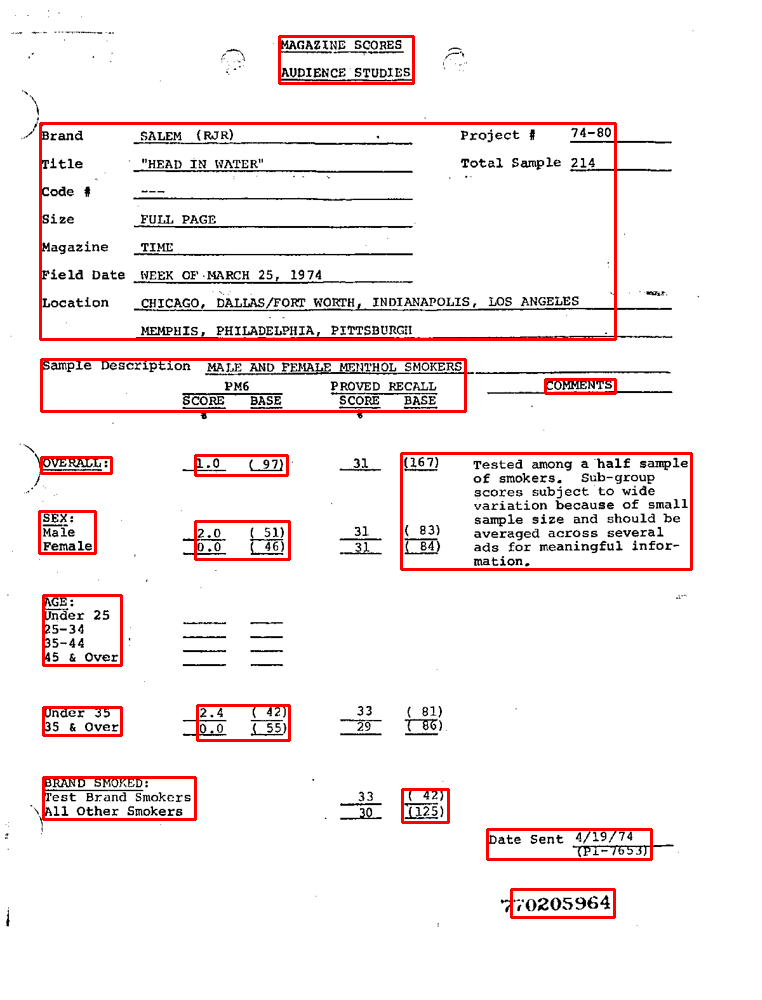 MAGAZINE SCORES
AUDIENCE STUDIES
Brand SALEM (RJR) Project # 74-80
Title "HEAD IN WATER" Total Sample 214
Code # ---
Size FULL PAGE
Magazine TIME
Field Date WEEK OF MARCH 25, 1974
Location CHICAGO, DALLAS/FORT WORTH, INDIANAPOLIS, LOS ANGELES
MEMPHIS, PHILADELPHIA, PITTSBURGH
Sample Description MALE AND FEMALE MENTHOL SMOKERS
PM6 PROVED RECALL COMMENTS
SCORE BASE SCORE BASE
% %
OVERALL: 1.0 ( 97) 31 (167) Tested among a half sample
of smokers. Sub-group
scores subject to wide
variation because of small
SEX: sample size and should be
Male 2.0 ( 51) 31 ( 83) averaged across several
Female 0.0 ( 46) 31 ( 84) ads for meaningful infor-
mation.
AGE:
Under 25
25-34
35-44
45 & Over
Under 35 2.4 ( 42) 33 ( 81)
35 & Over 0.0 ( 55) 29 ( 86)
BRAND SMOKED:
Test Brand Smokers 33 ( 42)
All Other Smokers 30 (125)
Date Sent 4/19/74
(P1-7653)
770205964